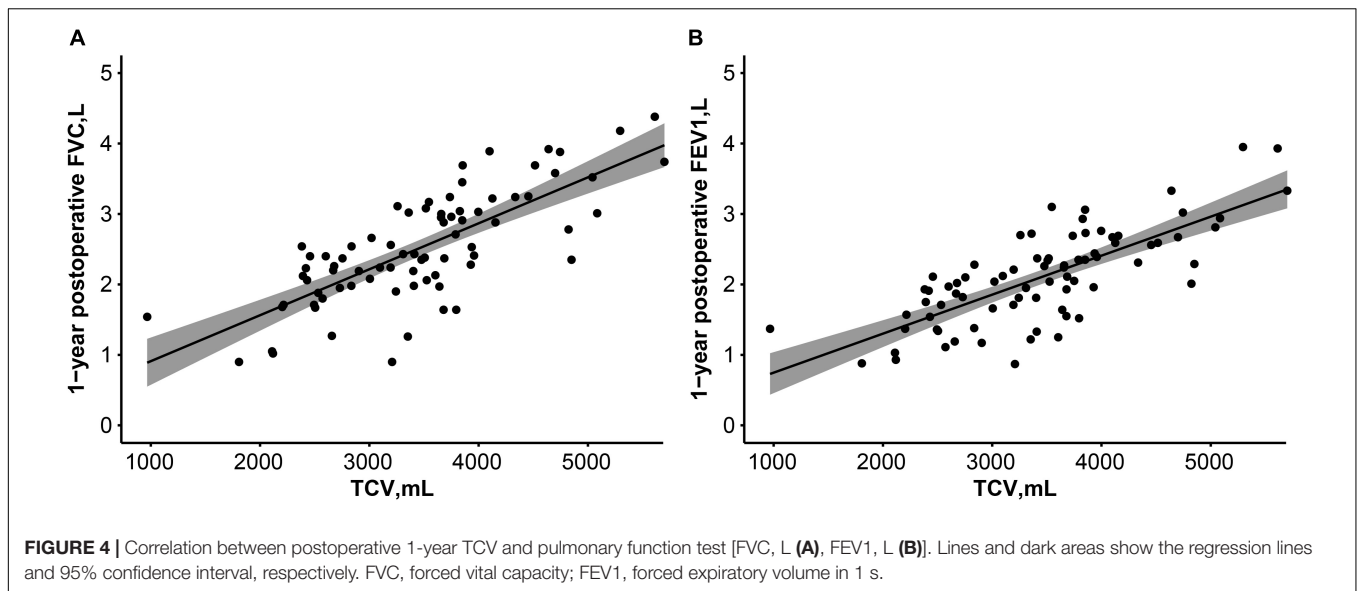 A
1-year postoperative FVC,L
5
4
3
2
1
0
1000 2000 3000 4000 5000
TCV,mL
B
1-year postoperative FEV1,L
5
4
3
2
1
0
1000 2000 3000 4000 5000
TCV,mL
FIGURE 4 | Correlation between postoperative 1-year TCV and pulmonary function test [FVC, L (A), FEV1, L (B)]. Lines and dark areas show the regression lines
and 95% confidence interval, respectively. FVC, forced vital capacity; FEV1, forced expiratory volume in 1 s.